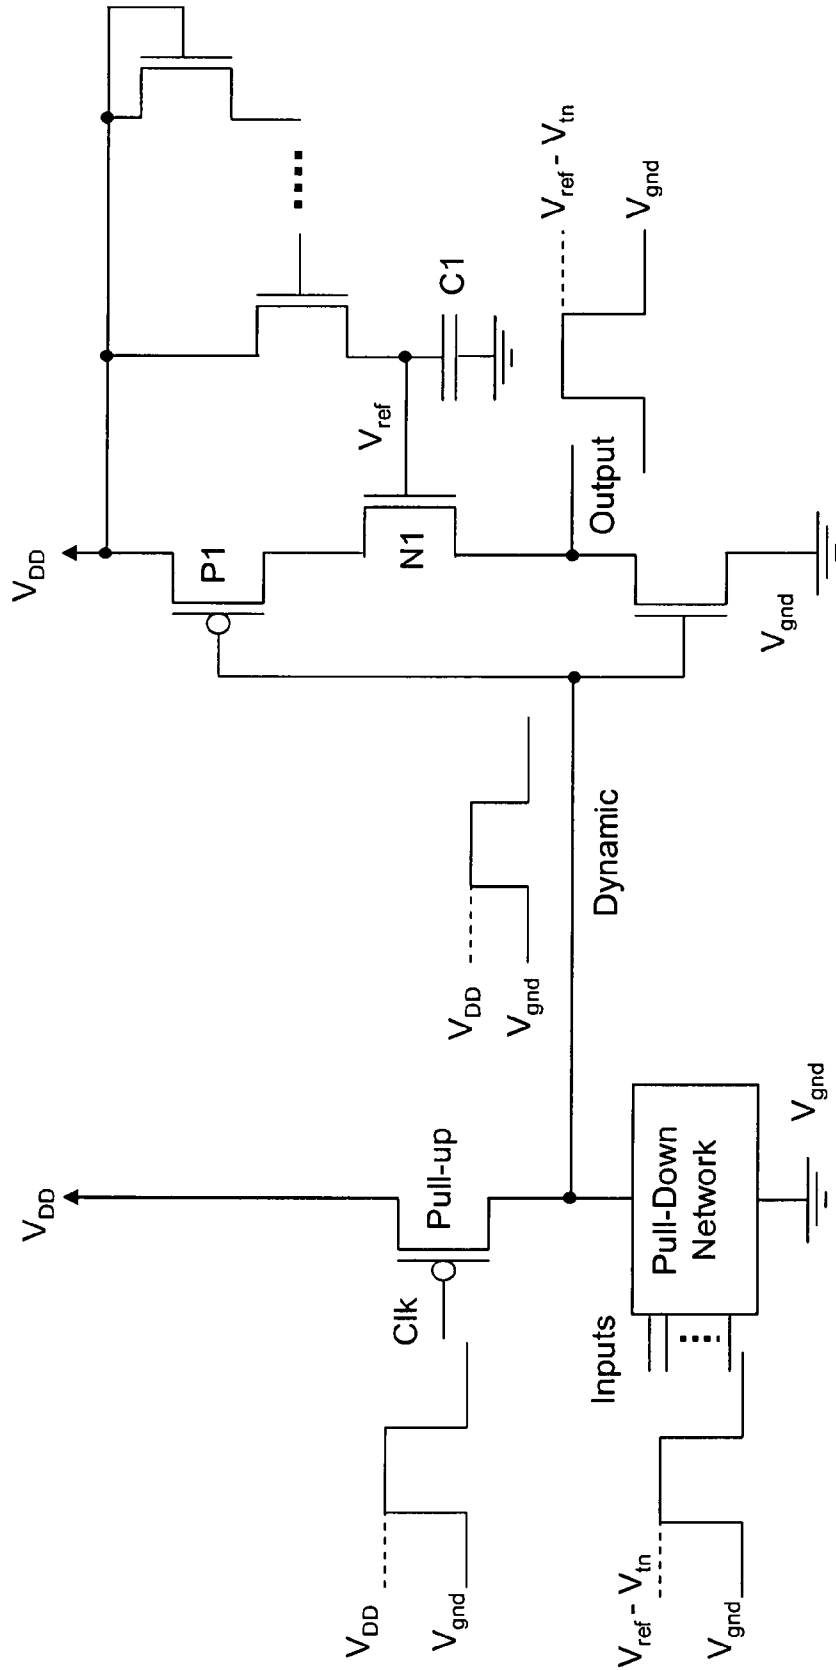 V_DD
V_DD
P1
N1
V_ref
C1
V_ref - V_tn
V_gnd
Output
V_gnd
V_DD
V_gnd
Dynamic
Clk
Pull-up
V_DD
V_gnd
Inputs
Pull-Down
Network
V_gnd
V_ref - V_tn
V_gnd